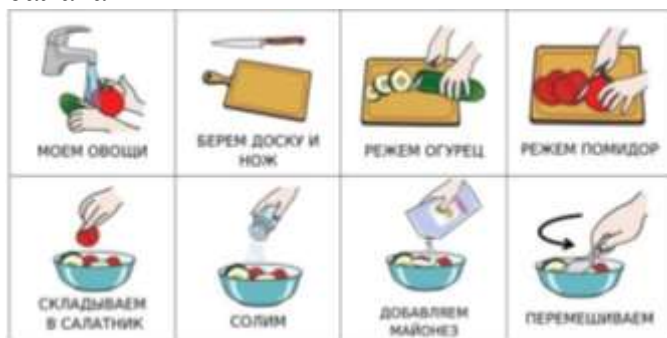 МОЕМ ОВОЩИ
БЕРЕМ ДОСКУ И
НОЖ
РЕЖЕМ ОГУРЕЦ
РЕЖЕМ ПОМИДОР
СКЛАДЫВАЕМ
В САЛАТНИК
СОЛИМ
ДОБАВЛЯЕМ
МАЙОНЕЗ
ПЕРЕМЕШИВАЕМ